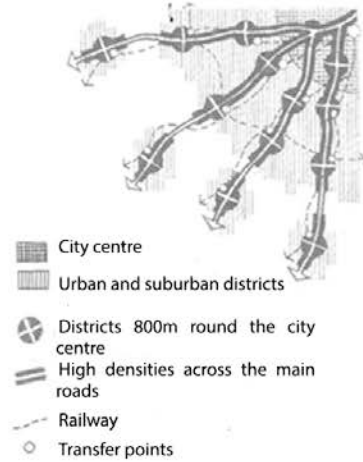 City centre
Urban and suburban districts
Districts 800m round the city
centre
High densities across the main
roads
Railway
Transfer points